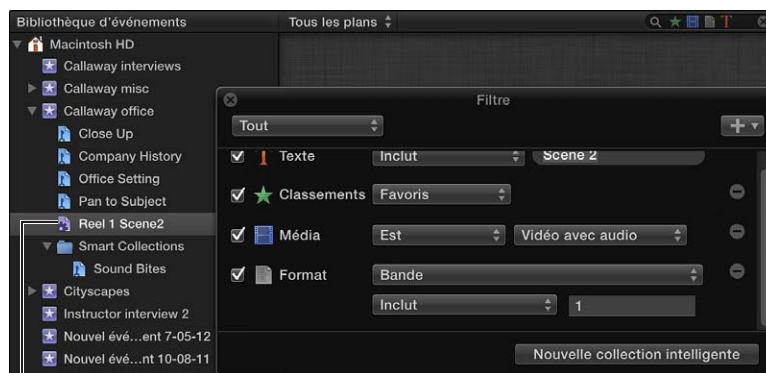 Bibliothèque d'événements Tous les plans
Macintosh HD
Callaway interviews
Callaway misc
Callaway office
Close Up
Company History
Office Setting
Pan to Subject
Reel 1 Scene2
Smart Collections
Sound Bites
Cityscapes
Instructor interview 2
Nouvel évé…ent 7-05-12
Nouvel évé…nt 10-08-11
Filtre
Tout
Texte Inclut Scene 2
Classements Favoris
Média Est Vidéo avec audio
Format Bande
Inclut 1
Nouvelle collection intelligente